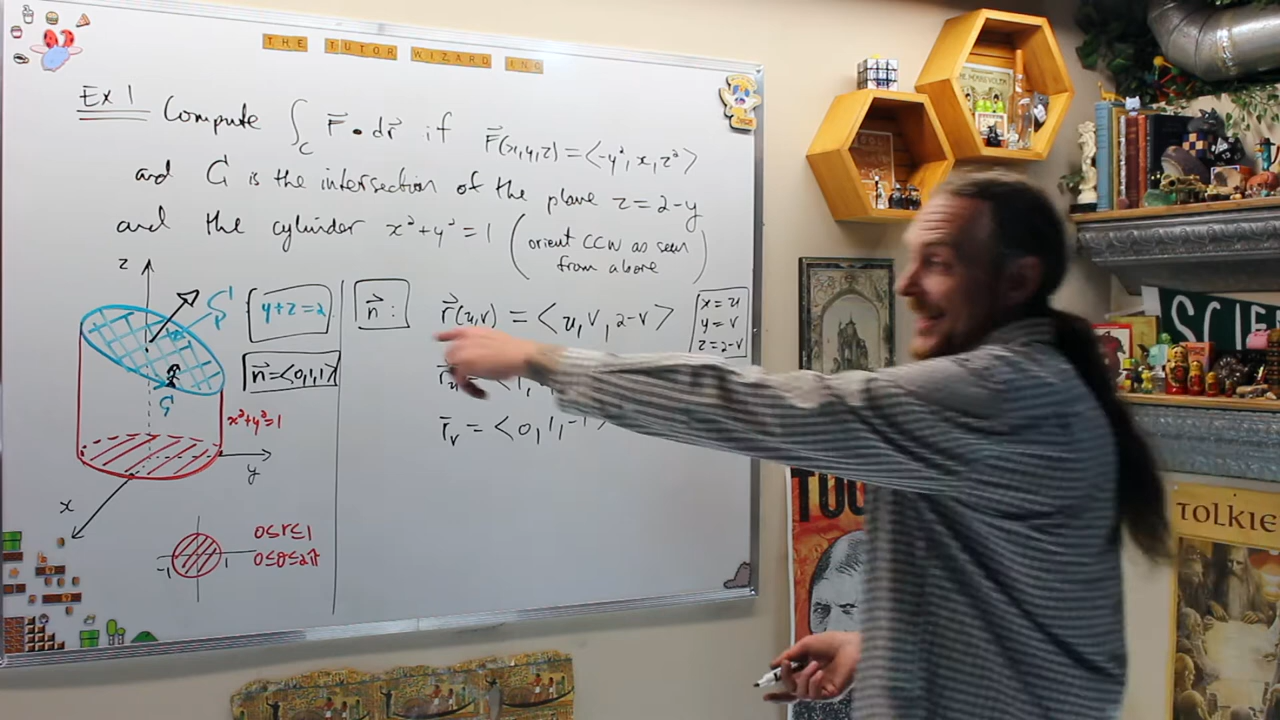 THE TUTOR WIZARD INC
Ex 1 Compute ∫_C F⃗ • dr⃗ if F⃗(x,y,z) = <-y², x, z²>
and C is the intersection of the plane z = 2-y
and the cylinder x²+y²=1 (orient CCW as seen
from above)
z
C
y+z=2
n⃗ = <0,1,1>
x²+y²=1
y
x
0≤r≤1
0≤θ≤2π
-1
1
n⃗ :
r⃗(u,v) = <u, v, 2-v>
x = u
y = v
z = 2-v
r⃗_v = <0, 1, -1>
SCIE
TOLKIE